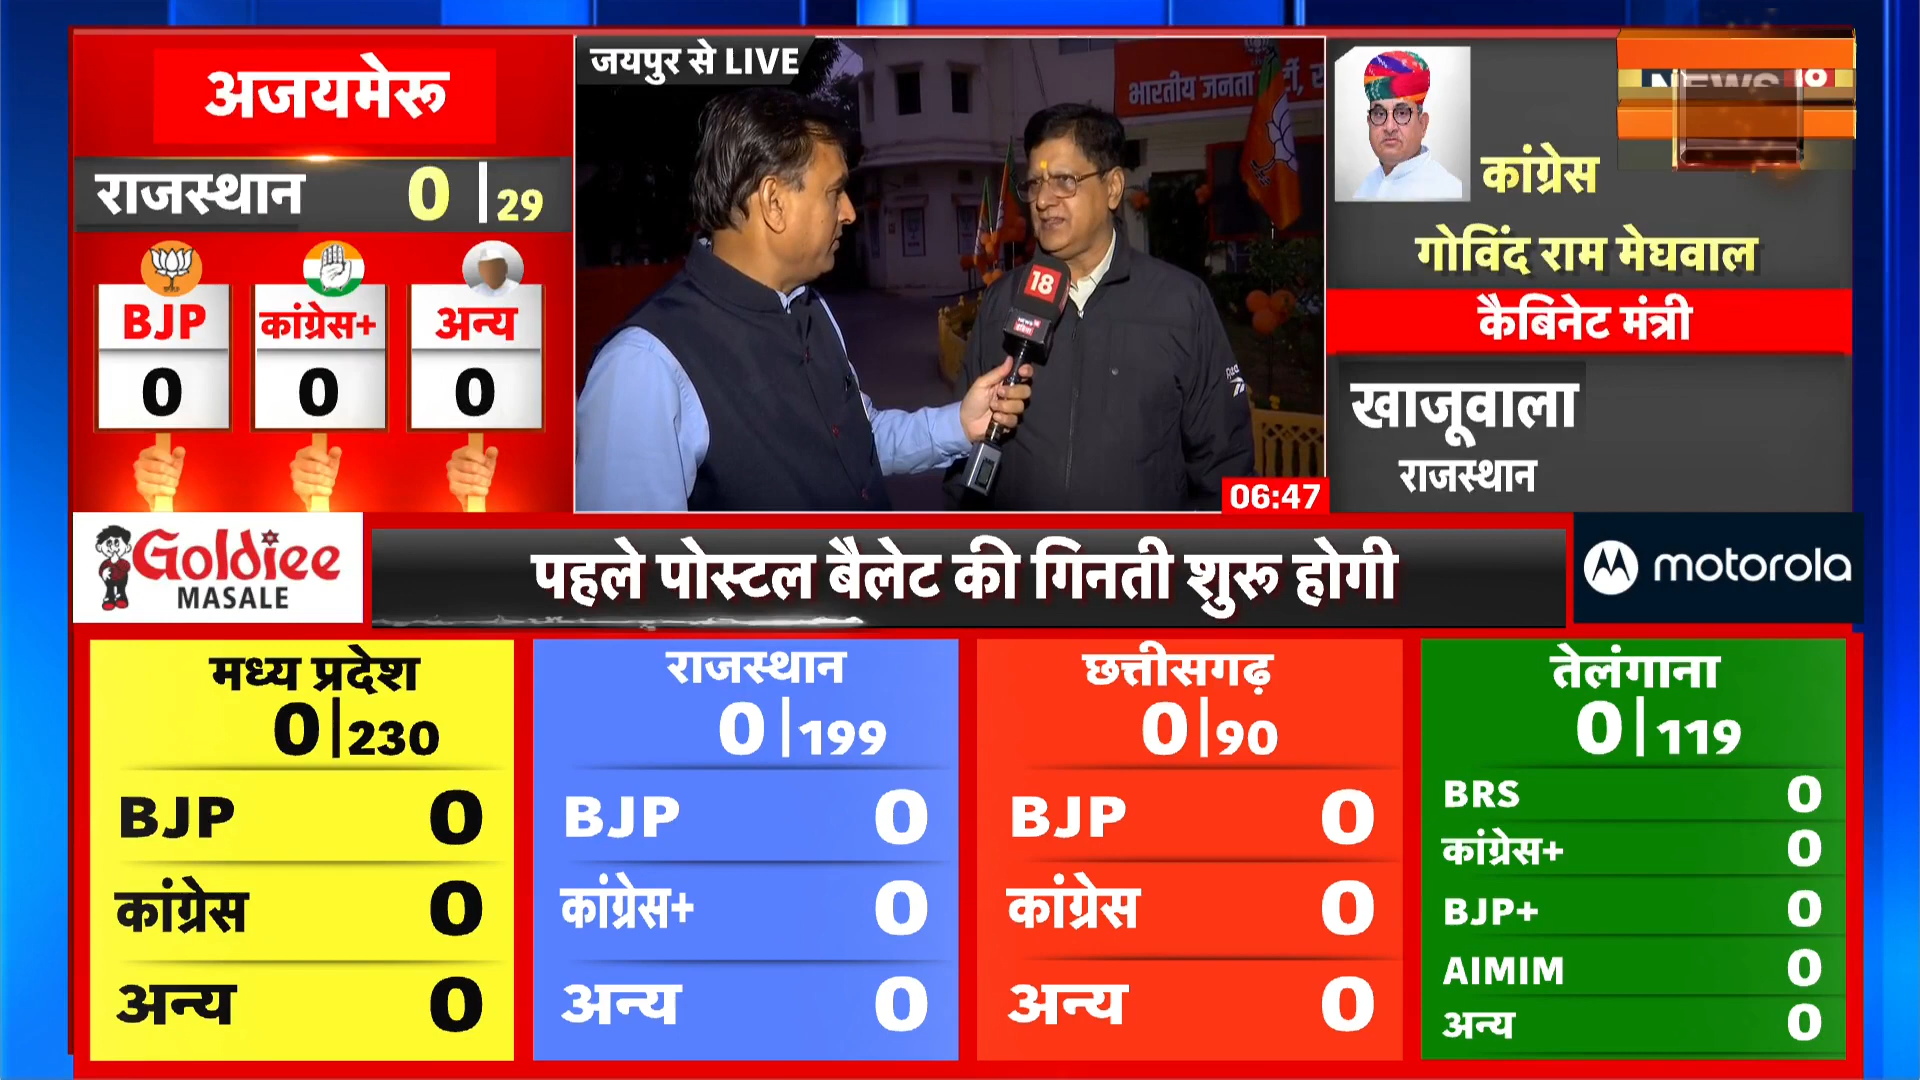 अजयमेरू
राजस्थान 0 | 29
BJP
0
कांग्रेस+
0
अन्य
0
जयपुर से LIVE
भारतीय जनता
18
06:47
NEWS 18
कांग्रेस
गोविंद राम मेघवाल
कैबिनेट मंत्री
खाजूवाला
राजस्थान
Goldiee
MASALE
पहले पोस्टल बैलेट की गिनती शुरू होगी
motorola
मध्य प्रदेश
0|230
BJP 0
कांग्रेस 0
अन्य 0
राजस्थान
0|199
BJP 0
कांग्रेस+ 0
अन्य 0
छत्तीसगढ़
0|90
BJP 0
कांग्रेस 0
अन्य 0
तेलंगाना
0|119
BRS 0
कांग्रेस+ 0
BJP+ 0
AIMIM 0
अन्य 0